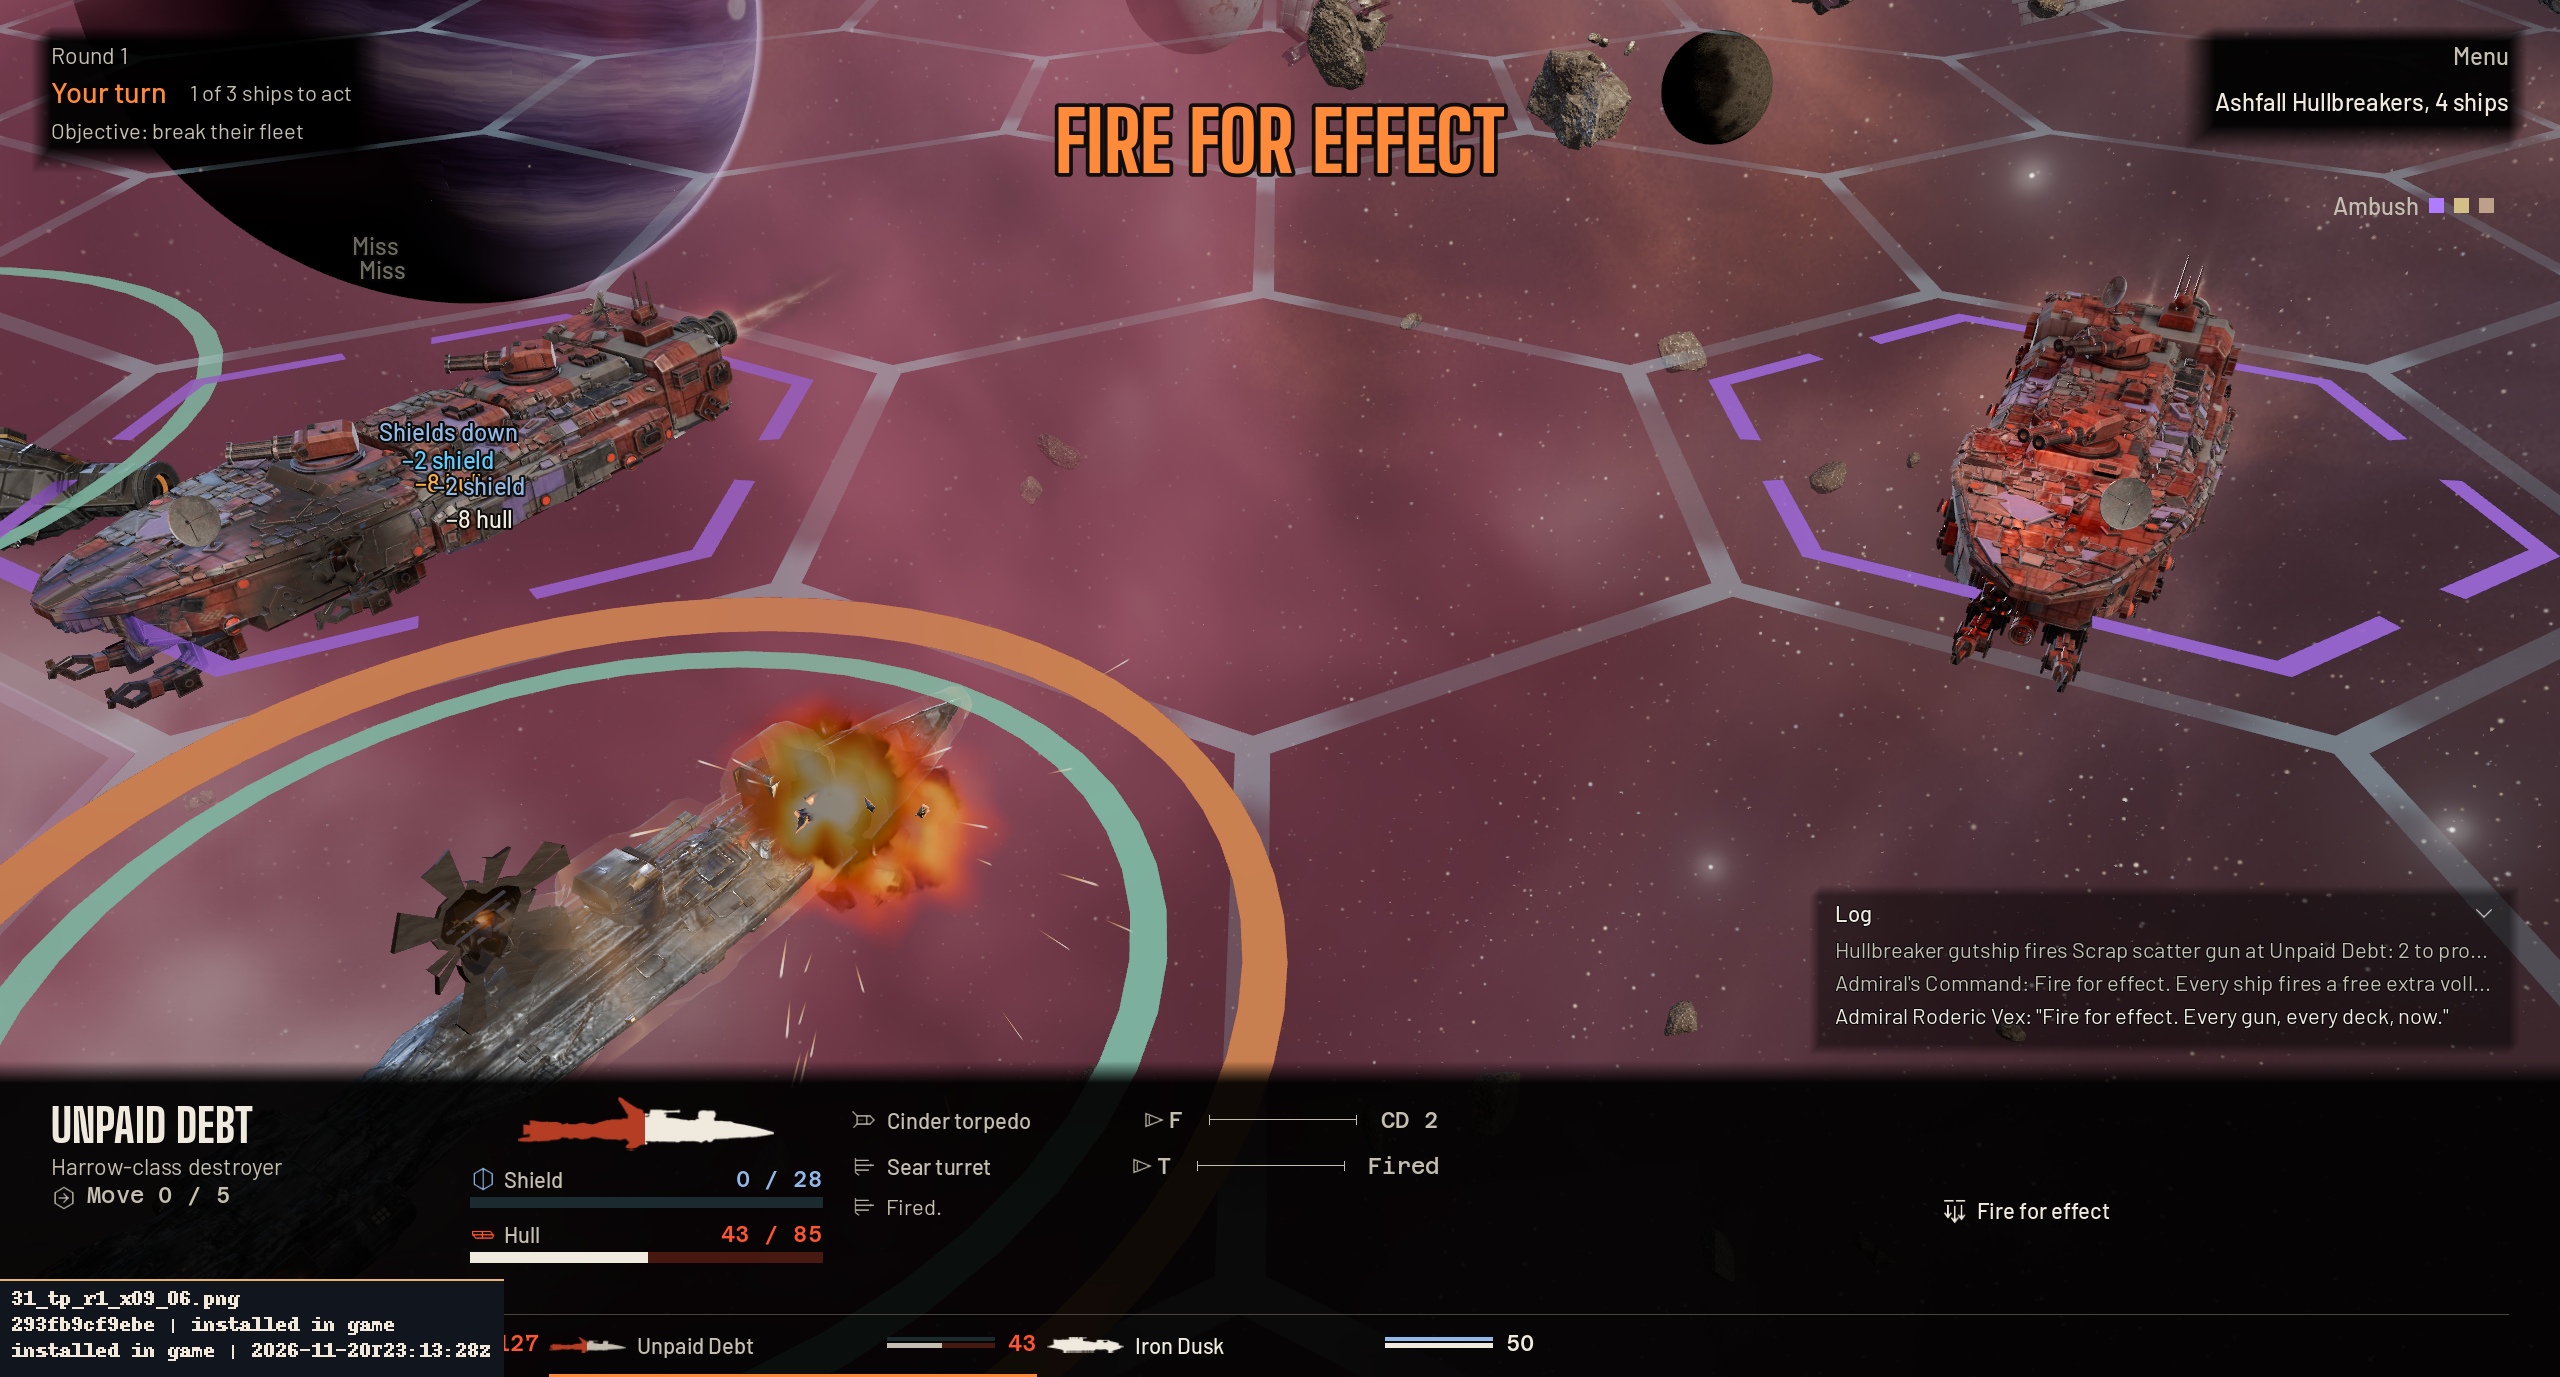 Round 1
Your turn 1 of 3 ships to act
Objective: break their fleet
FIRE FOR EFFECT
Menu
Ashfall Hullbreakers, 4 ships
Ambush
Miss
Miss
Shields down
−2 shield
−2 shield
−8 hull
Log
Hullbreaker gutship fires Scrap scatter gun at Unpaid Debt: 2 to pro...
Admiral's Command: Fire for effect. Every ship fires a free extra voll...
Admiral Roderic Vex: "Fire for effect. Every gun, every deck, now."
UNPAID DEBT
Harrow-class destroyer
Move 0 / 5
Shield 0 / 28
Hull 43 / 85
Cinder torpedo F CD 2
Sear turret T Fired
Fired.
Fire for effect
31_tp_r1_x09_06.png
293fb9cf9ebe | installed in game
installed in game | 2026-11-20T23:13:28Z
127 Unpaid Debt 43 Iron Dusk 50